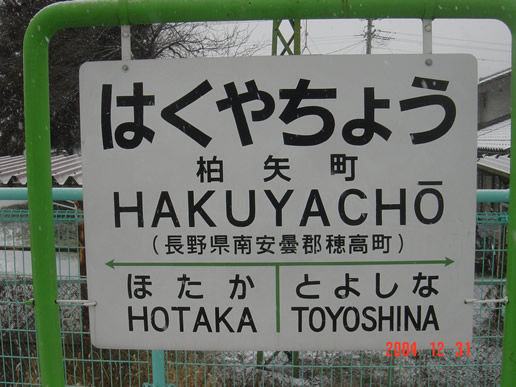 はくやちょう
柏矢町
HAKUYACHŌ
(長野県南安曇郡穂高町)
ほたか とよしな
HOTAKA TOYOSHINA
2004 12 31